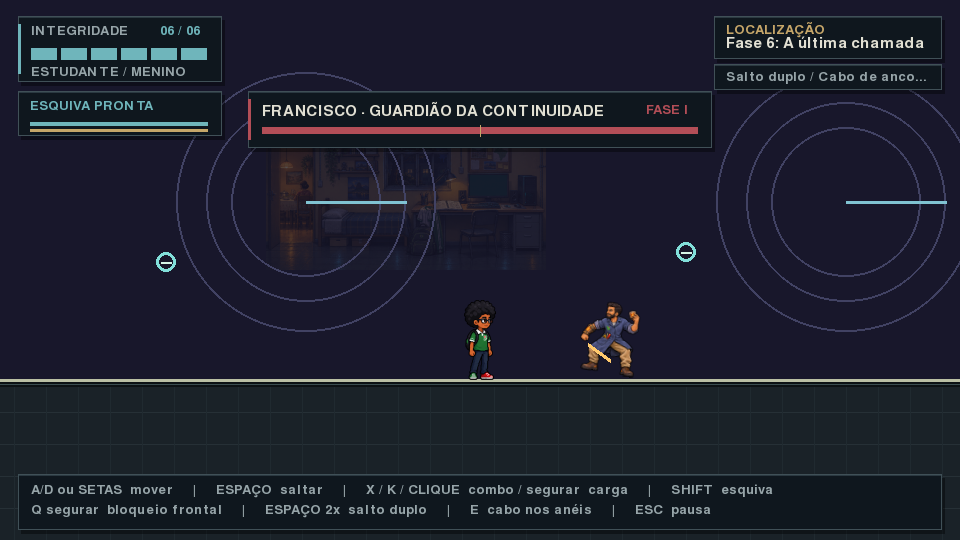 INTEGRIDADE 06 / 06
ESTUDANTE / MENINO
ESQUIVA PRONTA
FRANCISCO · GUARDIÃO DA CONTINUIDADE FASE I
LOCALIZAÇÃO
Fase 6: A última chamada
Salto duplo / Cabo de anco...
A/D ou SETAS mover | ESPAÇO saltar | X / K / CLIQUE combo / segurar carga | SHIFT esquiva
Q segurar bloqueio frontal | ESPAÇO 2x salto duplo | E cabo nos anéis | ESC pausa